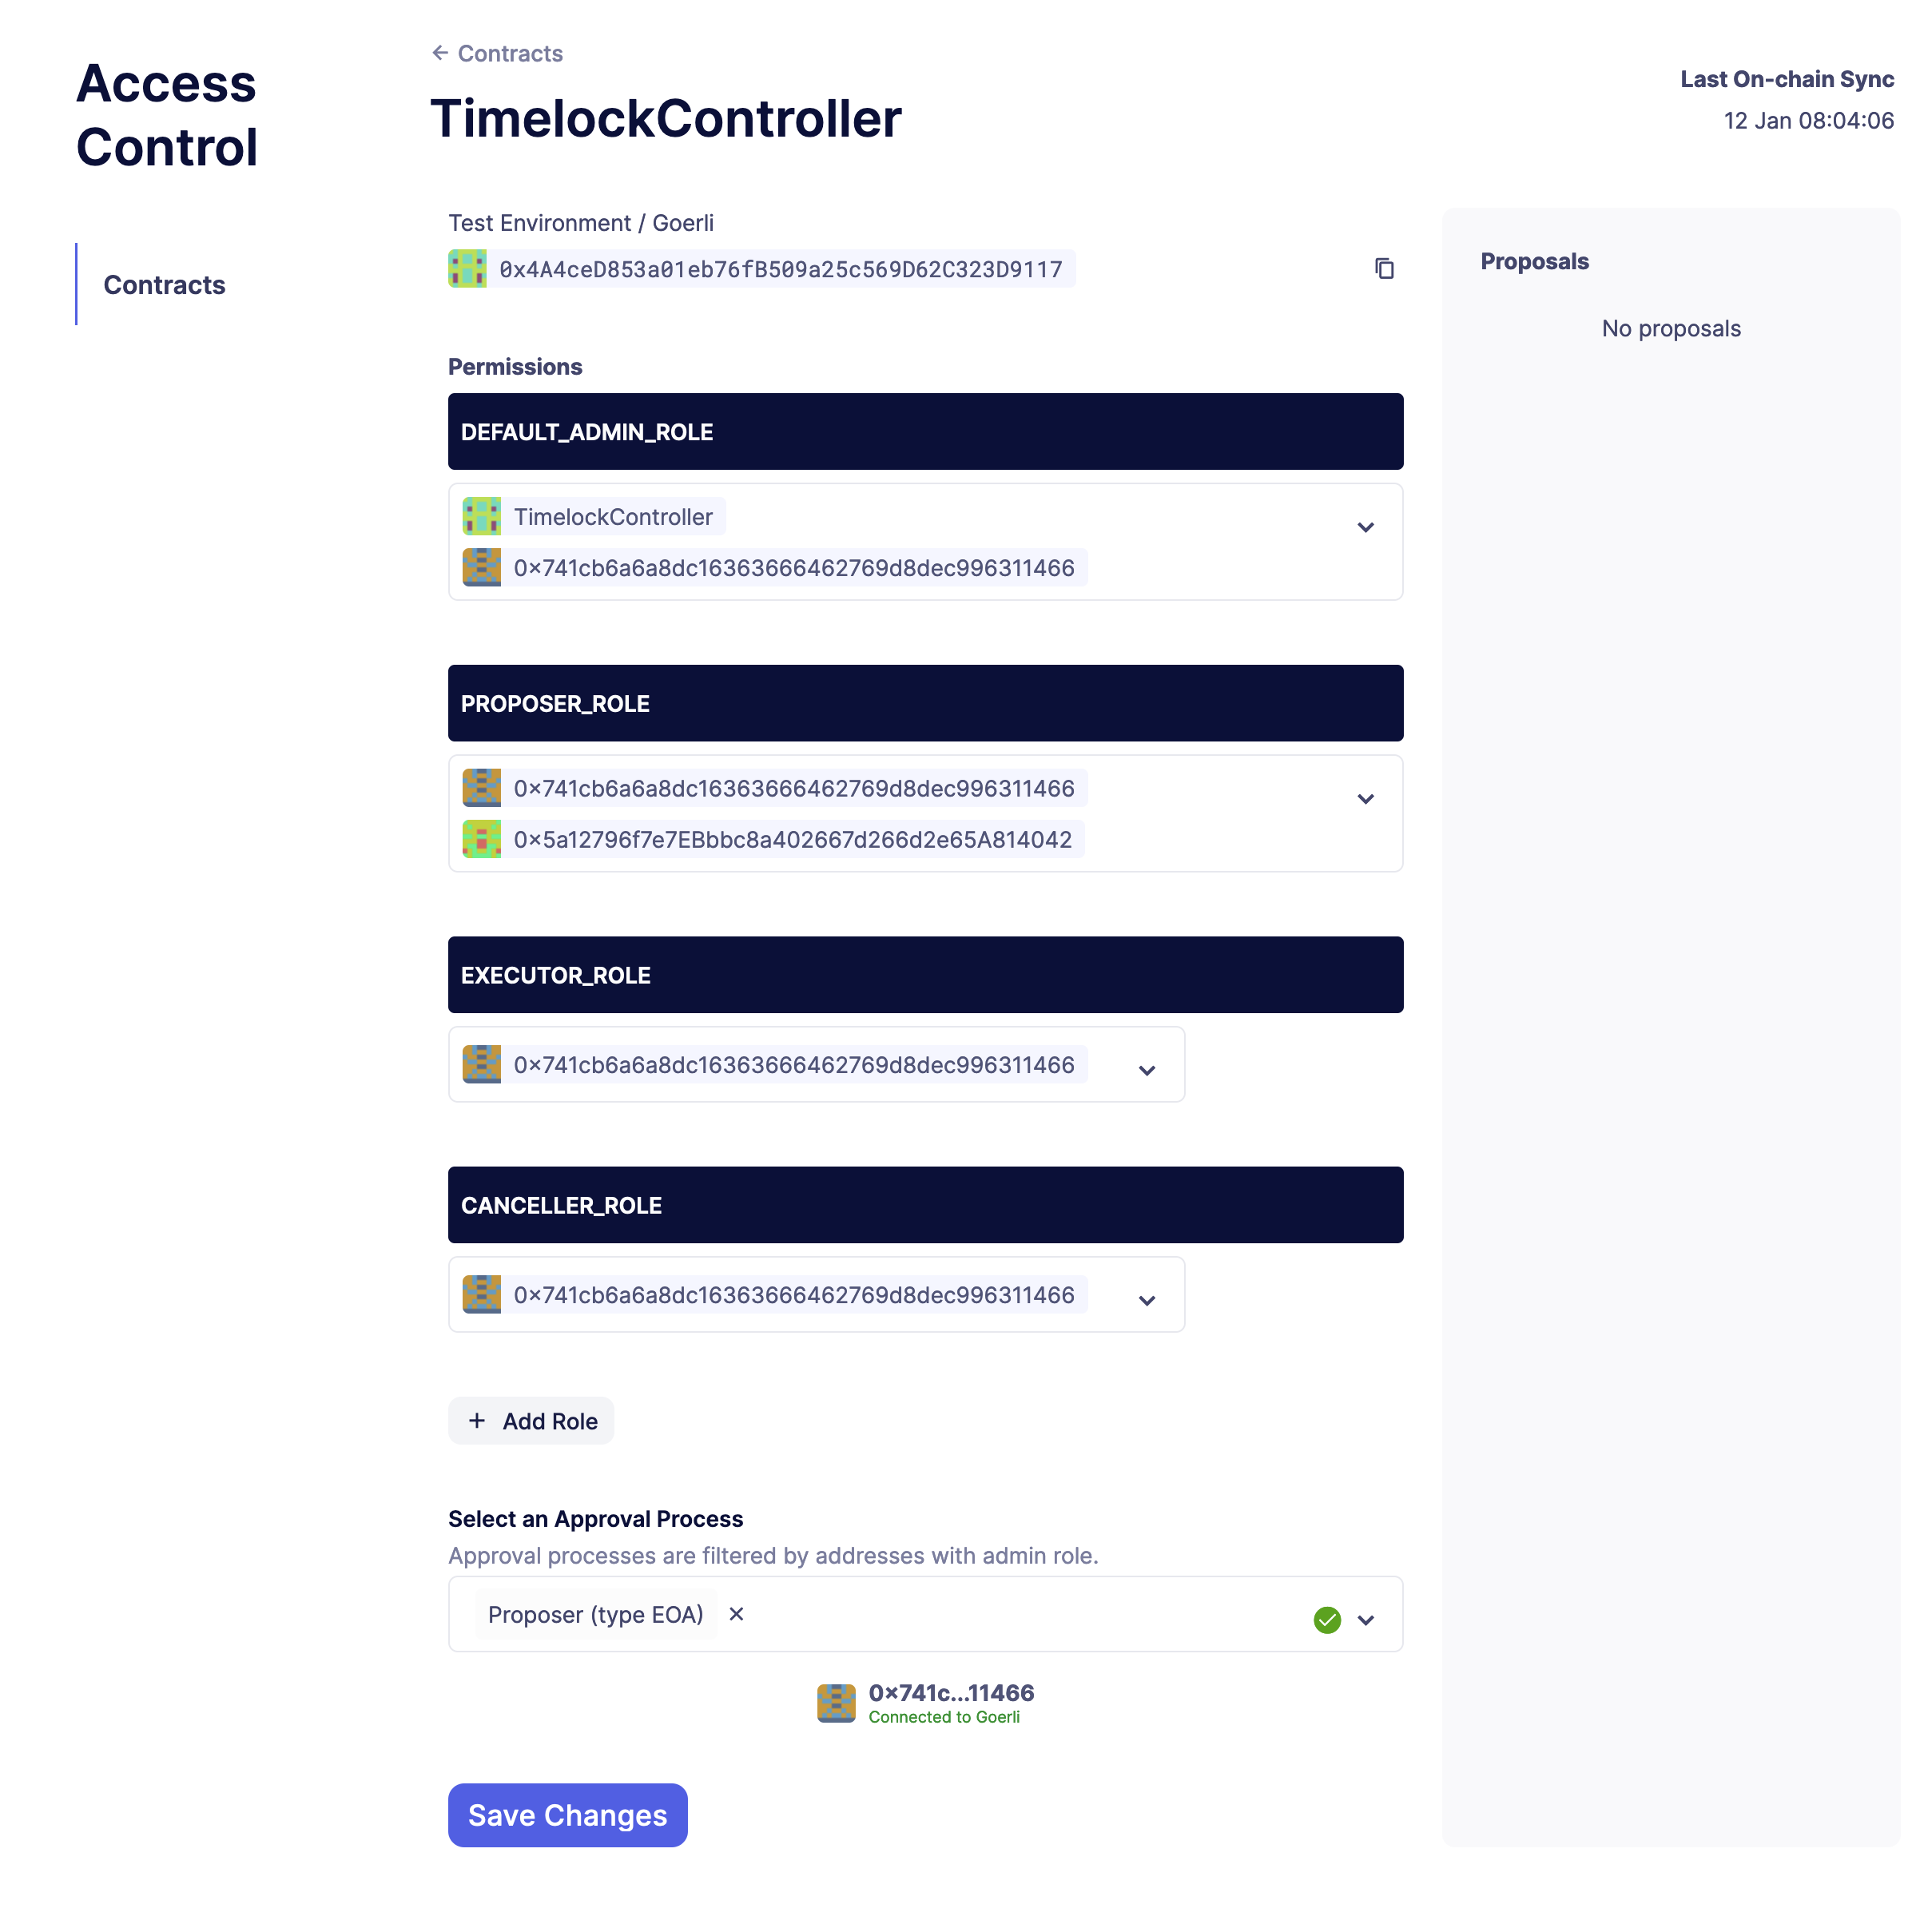 Access
Control
Contracts
← Contracts
TimelockController
Last On-chain Sync
12 Jan 08:04:06
Test Environment / Goerli
0x4A4ceD853a01eb76fB509a25c569D62C323D9117
Permissions
DEFAULT_ADMIN_ROLE
TimelockController
0×741cb6a6a8dc16363666462769d8dec996311466
PROPOSER_ROLE
0×741cb6a6a8dc16363666462769d8dec996311466
0×5a12796f7e7EBbbc8a402667d266d2e65A814042
EXECUTOR_ROLE
0×741cb6a6a8dc16363666462769d8dec996311466
CANCELLER_ROLE
0×741cb6a6a8dc16363666462769d8dec996311466
+ Add Role
Select an Approval Process
Approval processes are filtered by addresses with admin role.
Proposer (type EOA) ×
0×741c...11466
Connected to Goerli
Save Changes
Proposals
No proposals